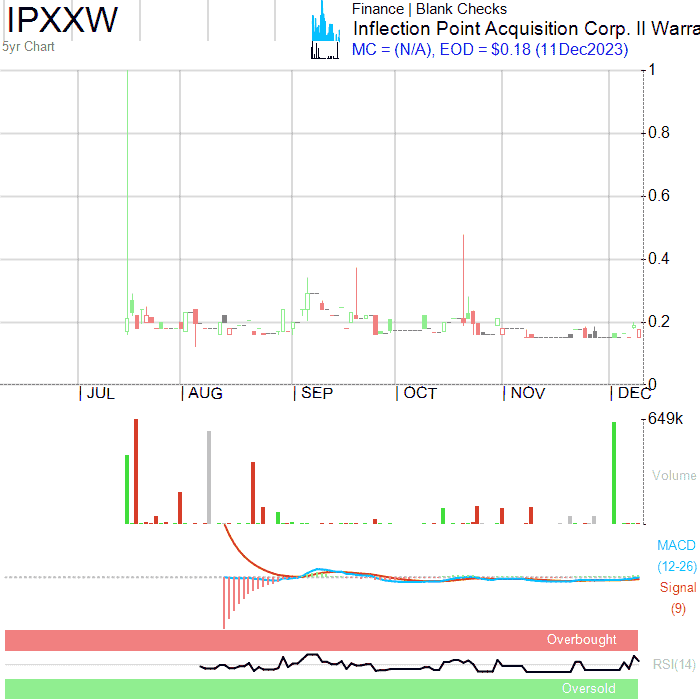 IPXXW
5yr Chart
Finance | Blank Checks
Inflection Point Acquisition Corp. II Warra
MC = (N/A), EOD = $0.18 (11Dec2023)
1
0.8
0.6
0.4
0.2
0
JUL AUG SEP OCT NOV DEC
649k
Volume
MACD
(12-26)
Signal
(9)
Overbought
RSI(14)
Oversold